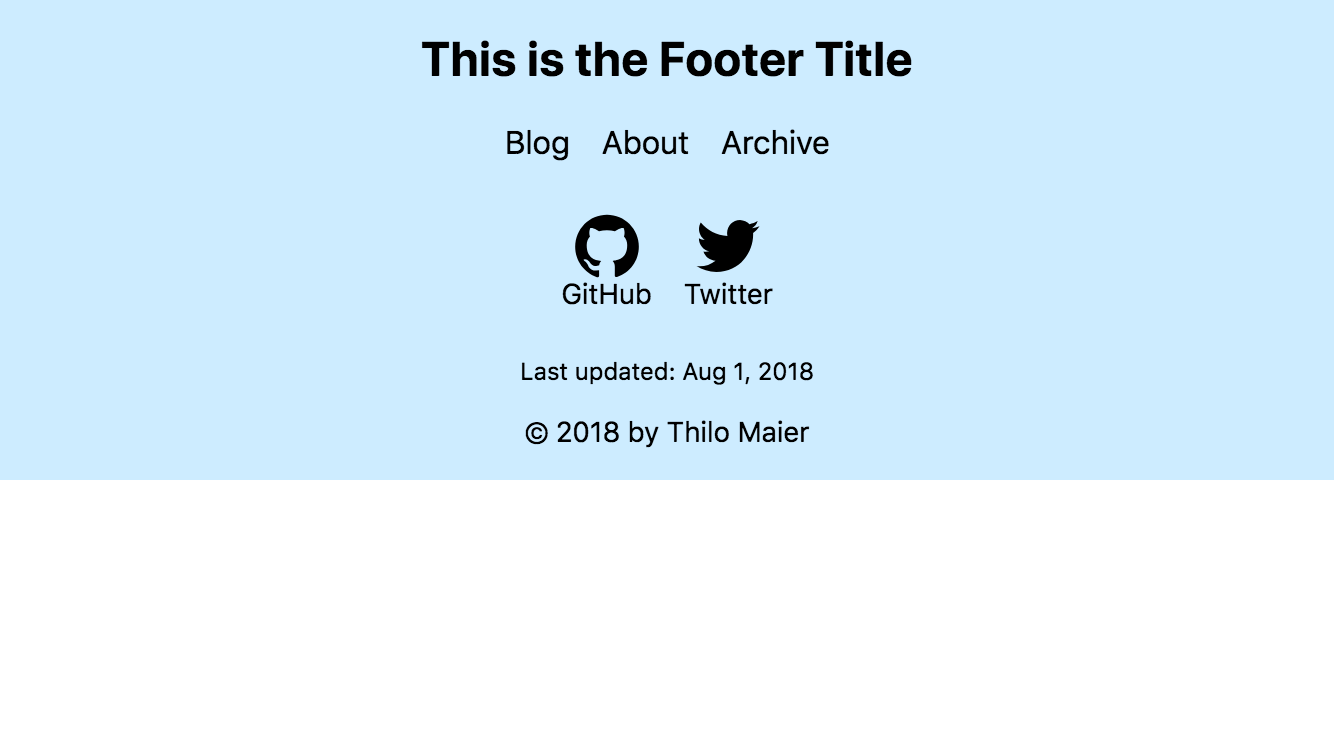 This is the Footer Title
Blog About Archive
GitHub Twitter
Last updated: Aug 1, 2018
© 2018 by Thilo Maier